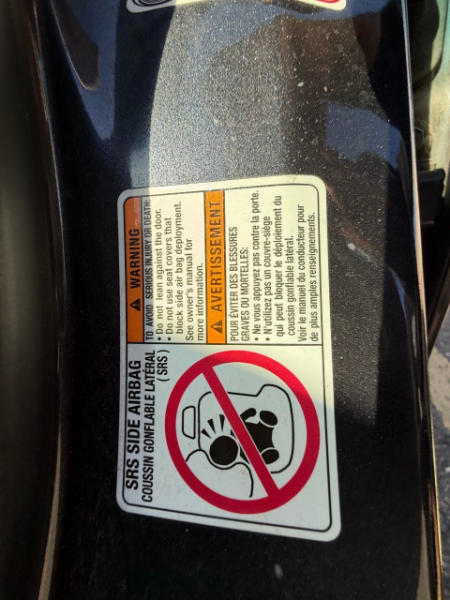 SRS SIDE AIRBAG
COUSSIN GONFLABLE LATÉRAL
(SRS)
WARNING
TO AVOID SERIOUS INJURY OR DEATH:
• Do not lean against the door.
• Do not use seat covers that
block side air bag deployment.
See owner's manual for
more information.
AVERTISSEMENT
POUR ÉVITER DES BLESSURES
GRAVES OU MORTELLES:
• Ne vous appuyez pas contre la porte.
• N'utilizez pas un couvre-siège
qui peut bloquer le déploiement du
coussin gonflable latéral.
Voir le manuel du conducteur pour
de plus amples renseignements.